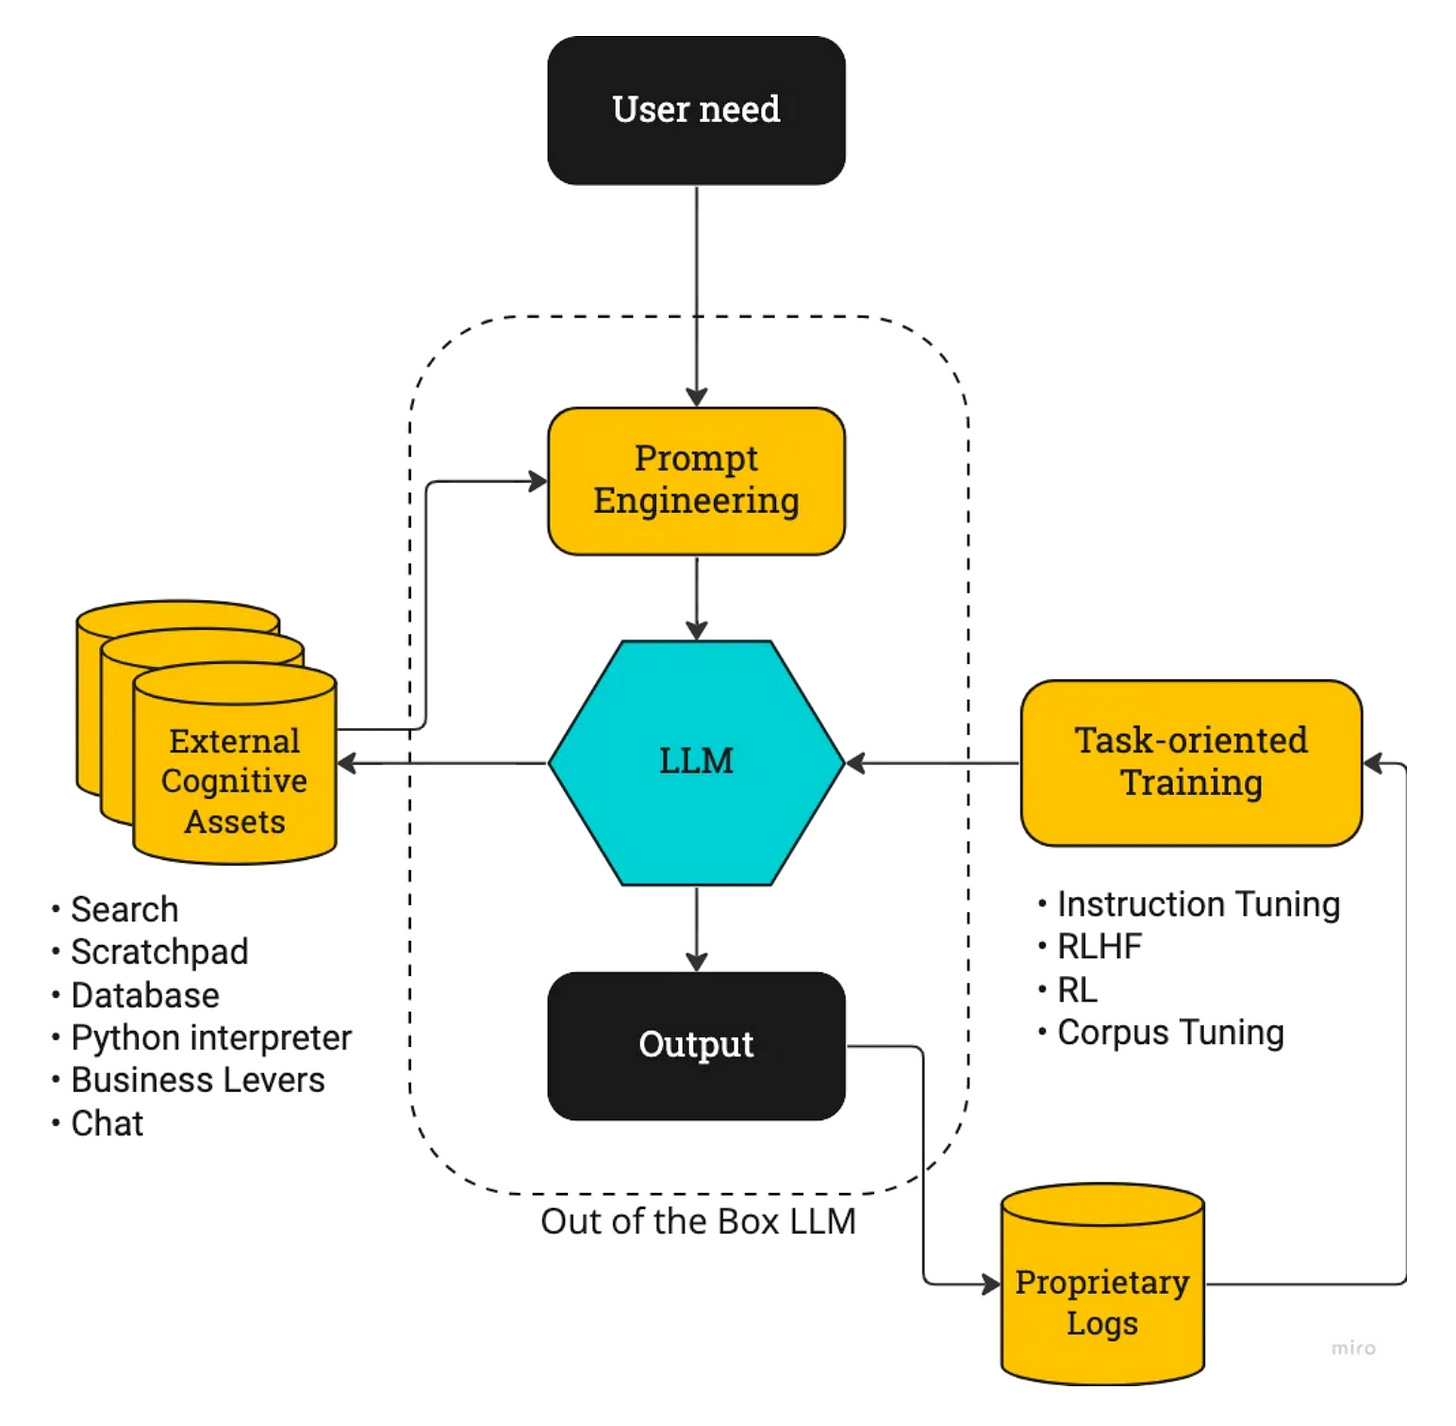 User need
Prompt
Engineering
External
Cognitive
Assets
LLM
Task-oriented
Training
• Search
• Scratchpad
• Database
• Python interpreter
• Business Levers
• Chat
• Instruction Tuning
• RLHF
• RL
• Corpus Tuning
Output
Out of the Box LLM
Proprietary
Logs
miro